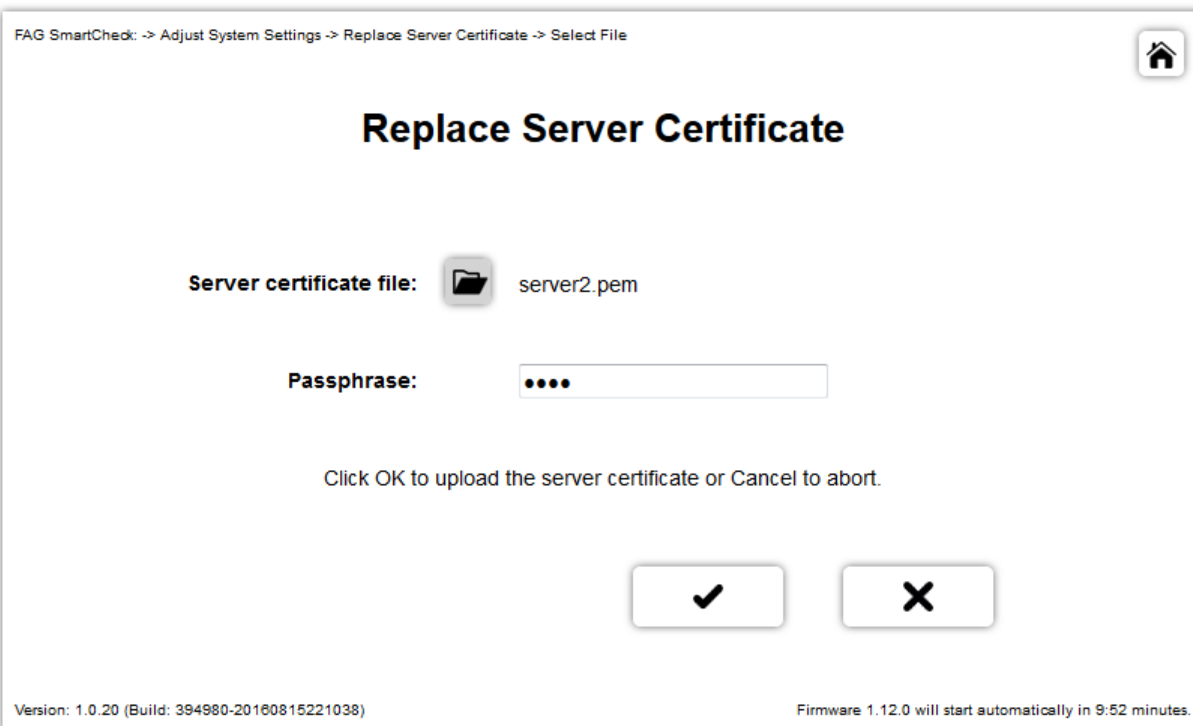 FAG SmartCheck: -> Adjust System Settings -> Replace Server Certificate -> Select File
Replace Server Certificate
Server certificate file: server2.pem
Passphrase: ••••
Click OK to upload the server certificate or Cancel to abort.
Version: 1.0.20 (Build: 394980-20160815221038) Firmware 1.12.0 will start automatically in 9:52 minutes.